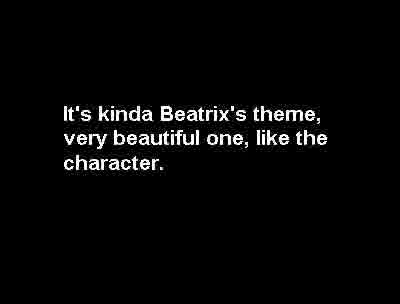 It's kinda Beatrix's theme,
very beautiful one, like the
character.